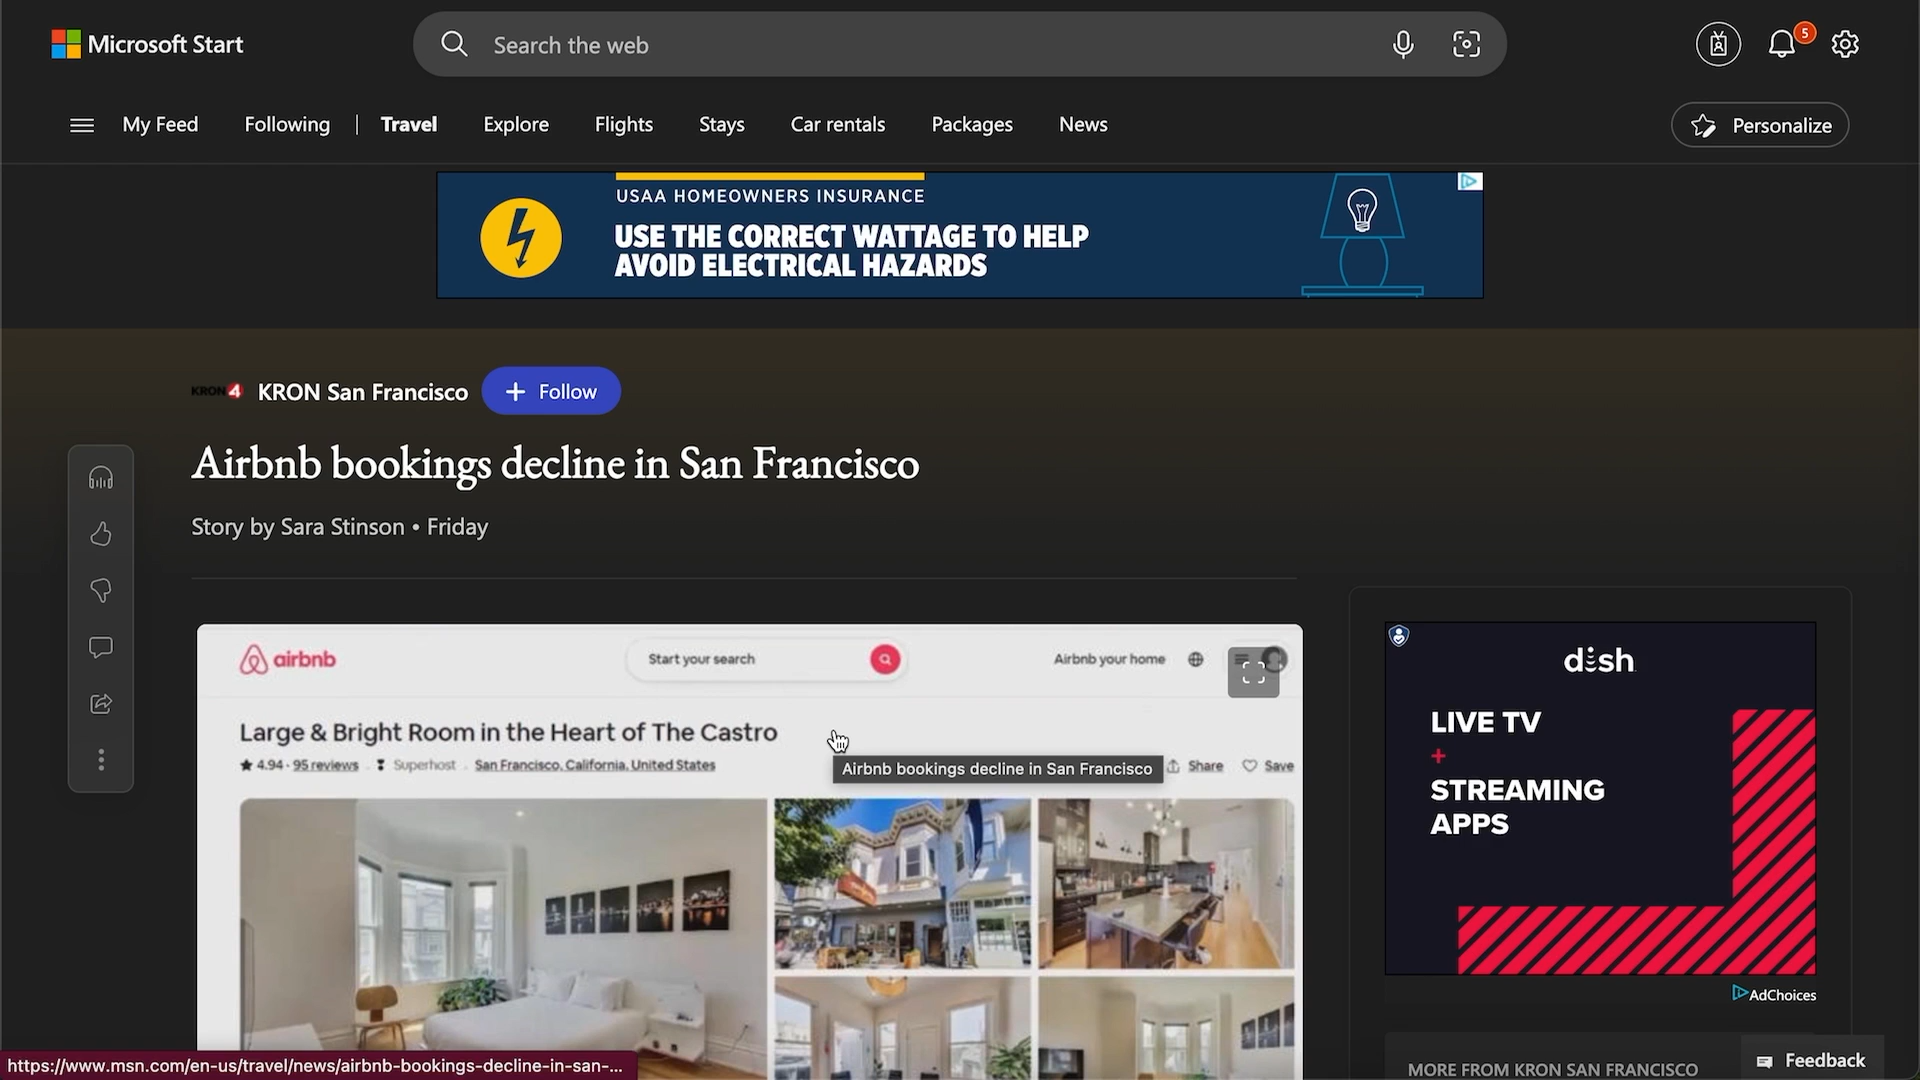 Microsoft Start
Search the web
5
My Feed
Following
Travel
Explore
Flights
Stays
Car rentals
Packages
News
Personalize
USAA HOMEOWNERS INSURANCE
USE THE CORRECT WATTAGE TO HELP
AVOID ELECTRICAL HAZARDS
KRON 4
KRON San Francisco
Follow
Airbnb bookings decline in San Francisco
Story by Sara Stinson • Friday
airbnb
Start your search
Airbnb your home
Large & Bright Room in the Heart of The Castro
4.94 · 95 reviews · Superhost · San Francisco, California, United States
Airbnb bookings decline in San Francisco
Share
Save
dish
LIVE TV
+
STREAMING
APPS
AdChoices
MORE FROM KRON SAN FRANCISCO
Feedback
https://www.msn.com/en-us/travel/news/airbnb-bookings-decline-in-san-...